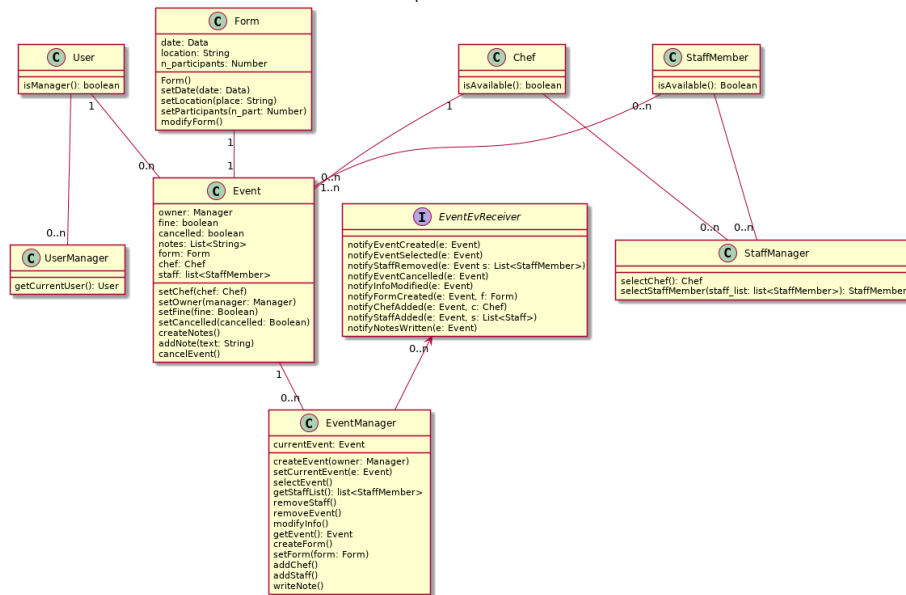 C Form
date: Data
location: String
n_participants: Number
Form()
setDate(date: Data)
setLocation(place: String)
setParticipants(n_part: Number)
modifyForm()
C User
isManager(): boolean
C Chef
isAvailable(): boolean
C StaffMember
isAvailable(): Boolean
1
1
0..n
1
1
0..n
0..n
1..n
C Event
owner: Manager
fine: boolean
cancelled: boolean
notes: List<String>
form: Form
chef: Chef
staff: list<StaffMember>
setChef(chef: Chef)
setOwner(manager: Manager)
setFine(fine: Boolean)
setCancelled(cancelled: Boolean)
createNotes()
addNote(text: String)
cancelEvent()
I EventEvReceiver
notifyEventCreated(e: Event)
notifyEventSelected(e: Event)
notifyStaffRemoved(e: Event s: List<StaffMember>)
notifyEventCancelled(e: Event)
notifyInfoModified(e: Event)
notifyFormCreated(e: Event, f: Form)
notifyChefAdded(e: Event, c: Chef)
notifyStaffAdded(e: Event, s: List<Staff>)
notifyNotesWritten(e: Event)
0..n
C UserManager
getCurrentUser(): User
0..n
0..n
C StaffManager
selectChef(): Chef
selectStaffMember(staff_list: list<StaffMember>): StaffMember
1
0..n
0..n
C EventManager
currentEvent: Event
createEvent(owner: Manager)
setCurrentEvent(e: Event)
selectEvent()
getStaffList(): list<StaffMember>
removeStaff()
removeEvent()
modifyInfo()
getEvent(): Event
createForm()
setForm(form: Form)
addChef()
addStaff()
writeNote()